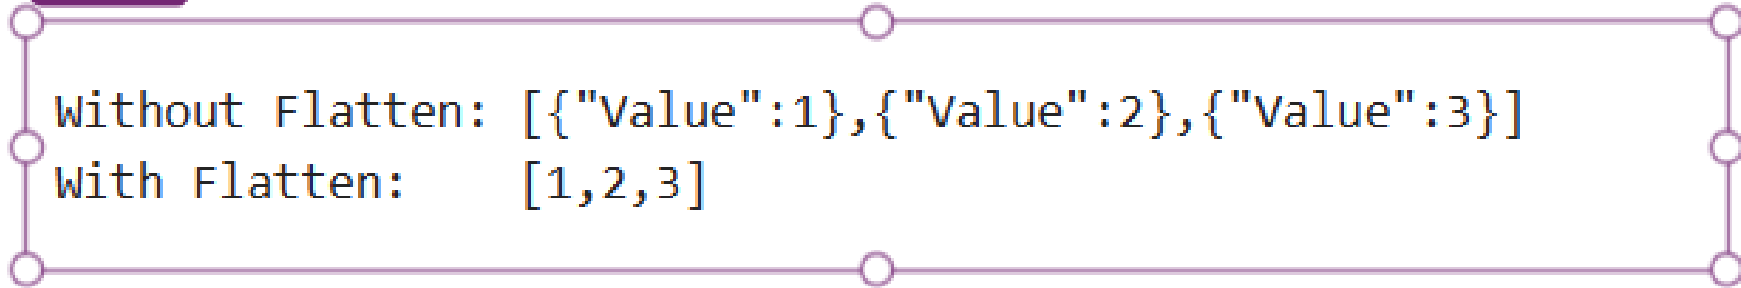 Without Flatten: [{"Value":1},{"Value":2},{"Value":3}]
With Flatten:    [1,2,3]